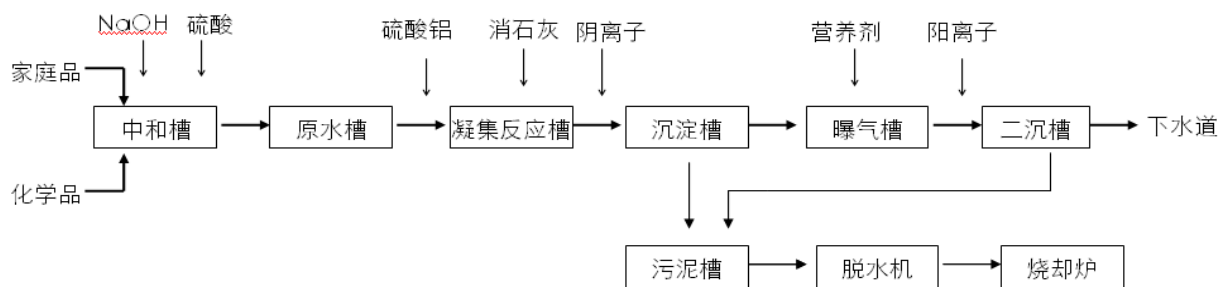 NaOH 硫酸 硫酸铝 消石灰 阴离子 营养剂 阳离子
家庭品
中和槽 原水槽 凝集反应槽 沉淀槽 曝气槽 二沉槽 下水道
化学品
污泥槽 脱水机 烧却炉